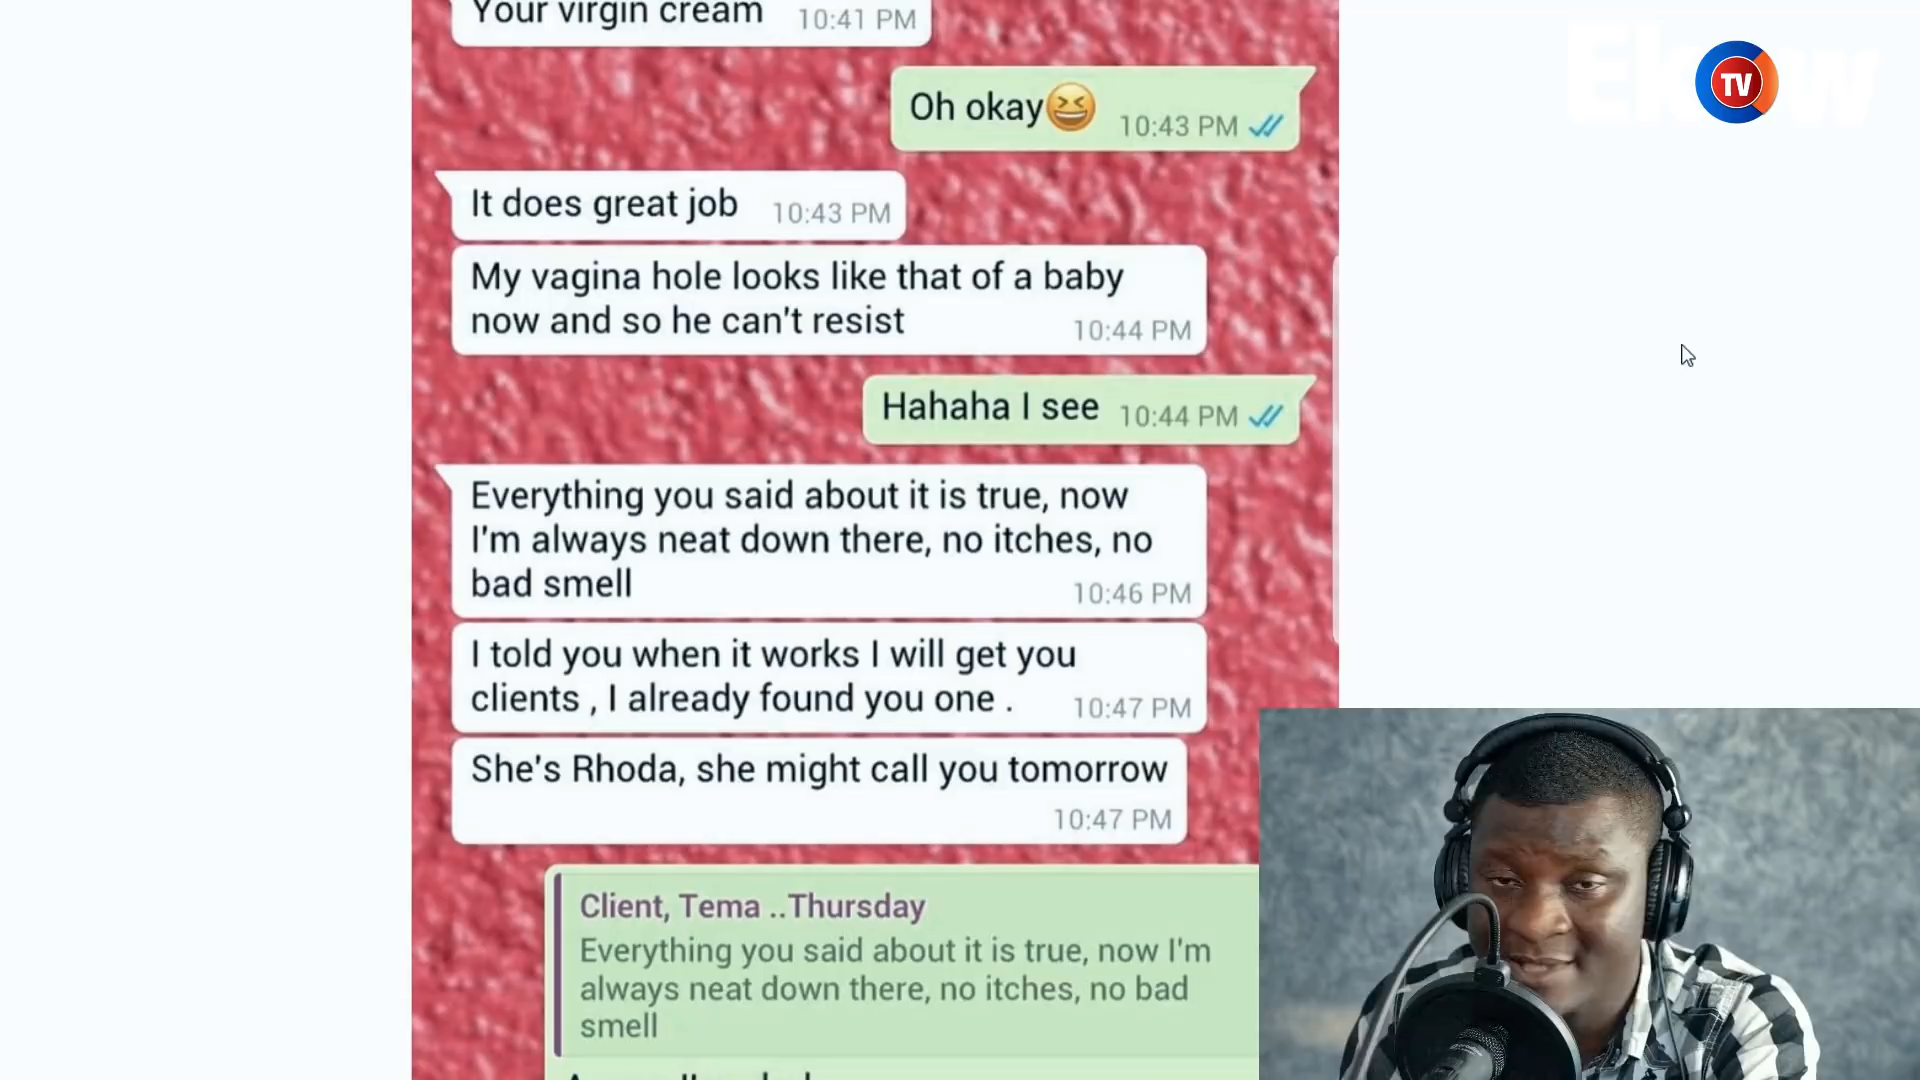 Your virgin cream 10:41 PM
TV
Oh okay😆 10:43 PM
It does great job 10:43 PM
My vagina hole looks like that of a baby
now and so he can't resist 10:44 PM
Hahaha I see 10:44 PM
Everything you said about it is true, now
I'm always neat down there, no itches, no
bad smell 10:46 PM
I told you when it works I will get you
clients , I already found you one . 10:47 PM
She's Rhoda, she might call you tomorrow
10:47 PM
Client, Tema ..Thursday
Everything you said about it is true, now I'm
always neat down there, no itches, no bad
smell